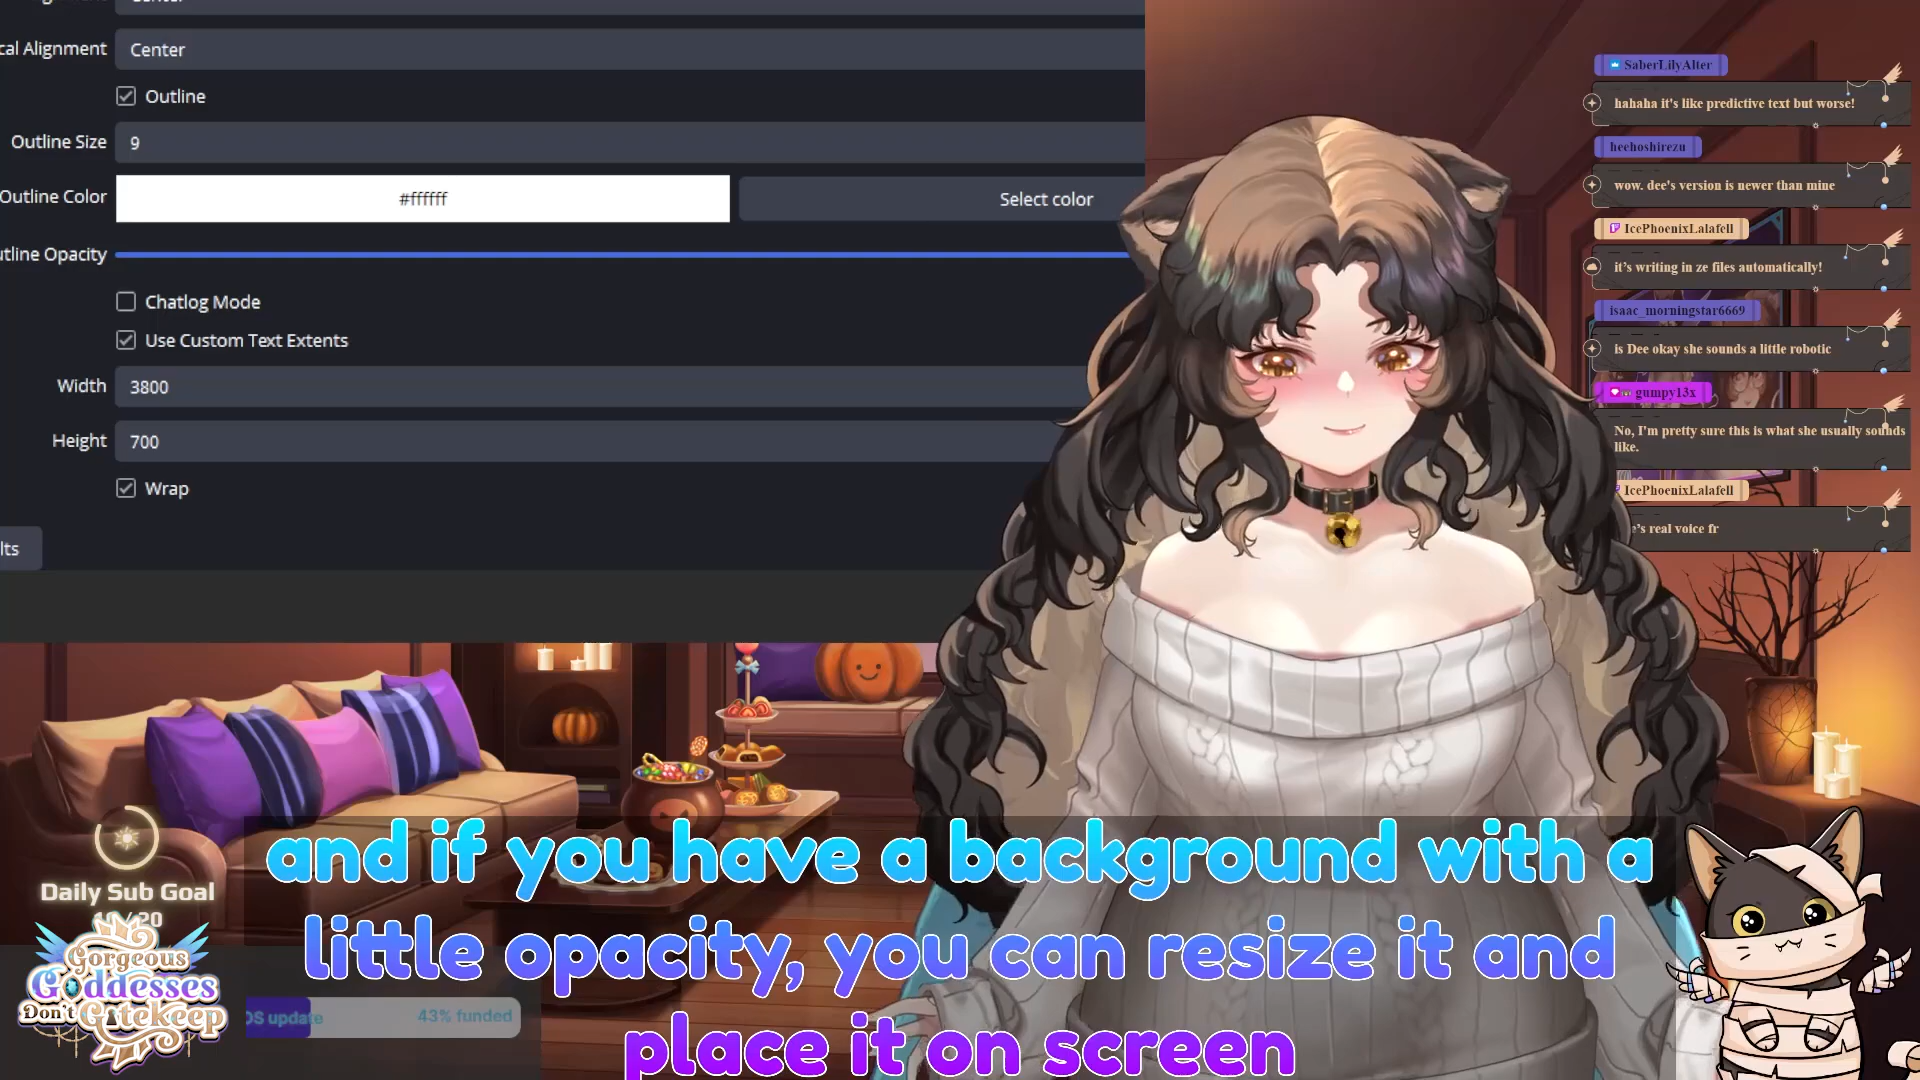 Center
cal Alignment
Center
Outline
Outline Size
9
Outline Color
#ffffff
Select color
utline Opacity
Chatlog Mode
Use Custom Text Extents
Width
3800
Height
700
Wrap
lts
SaberLilyAlter
hahaha it's like predictive text but worse!
heehoshirezu
wow. dee's version is newer than mine
IcePhoenixLalafell
it's writing in ze files automatically!
isaac_morningstar6669
is Dee okay she sounds a little robotic
gumpy13x
No, I'm pretty sure this is what she usually sounds
like.
IcePhoenixLalafell
e's real voice fr
and if you have a background with a
little opacity, you can resize it and
place it on screen
Daily Sub Goal
/ 20
Gorgeous
Goddesses
Don't Gatekeep
OS update
43% funded